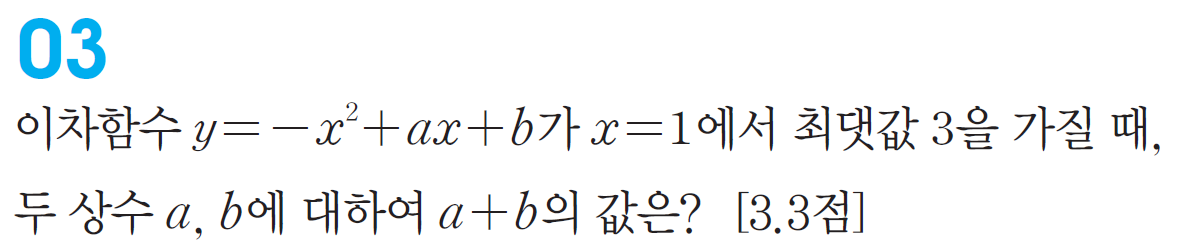 03
이차함수 y=-x²+ax+b가 x=1에서 최댓값 3을 가질 때,
두 상수 a, b에 대하여 a+b의 값은? [3.3점]